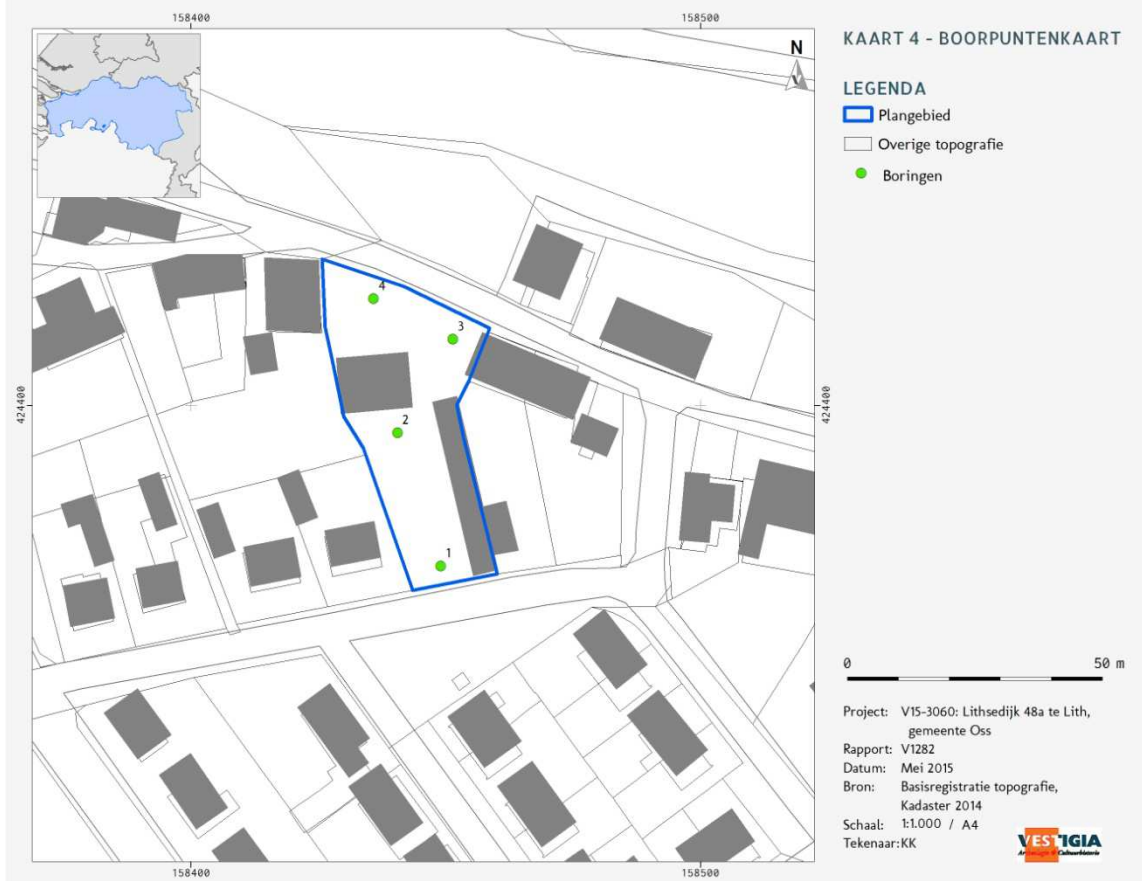 158400
158500
KAART 4 - BOORPUNTENKAART
N
LEGENDA
Plangebied
Overige topografie
Boringen
4
3
424400
424400
2
1
0
50 m
Project: V15-3060: Lithsedijk 48a te Lith,
gemeente Oss
Rapport: V1282
Datum: Mei 2015
Bron: Basisregistratie topografie,
Kadaster 2014
Schaal: 1:1.000 / A4
Tekenaar: KK
VESTIGIA
Archeologie & Cultuurhistorie
158400
158500